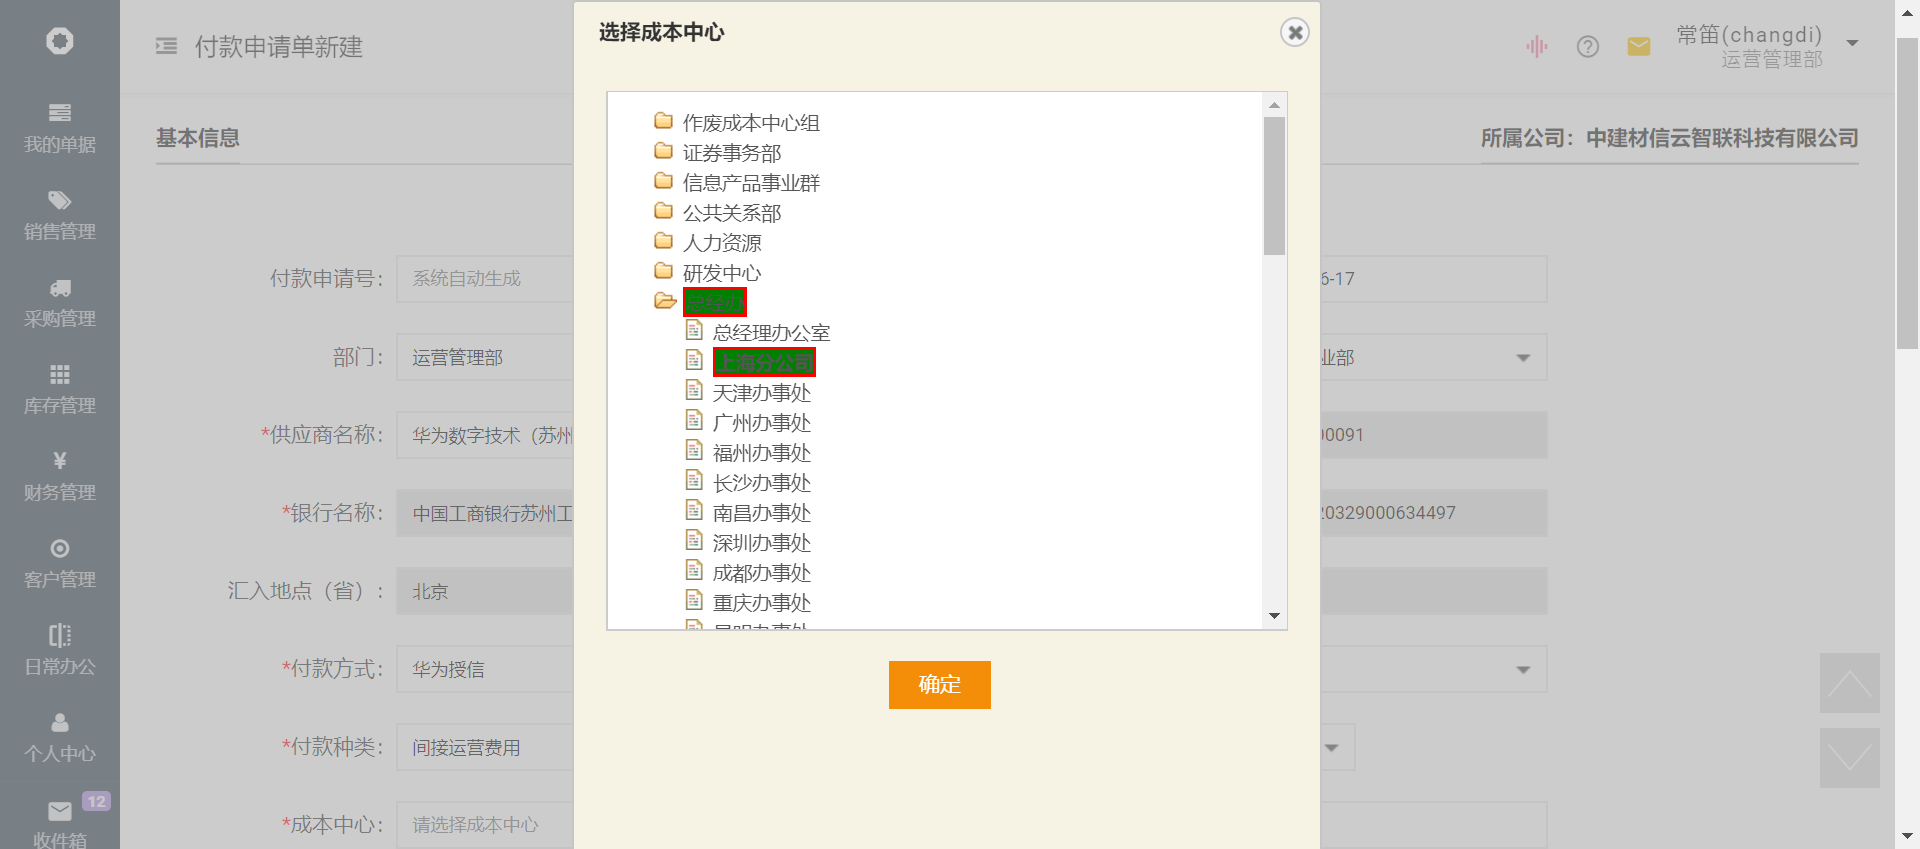 选择成本中心
付款申请单新建
常笛(changdi)
运营管理部
我的单据
销售管理
采购管理
库存管理
¥
财务管理
客户管理
日常办公
个人中心
12
收件箱
基本信息
所属公司：中建材信云智联科技有限公司
付款申请号：
系统自动生成
6-17
部门：
运营管理部
业部
*供应商名称：
华为数字技术（苏州
00091
*银行名称：
中国工商银行苏州工
20329000634497
汇入地点（省）：
北京
*付款方式：
华为授信
*付款种类：
间接运营费用
*成本中心：
请选择成本中心
作废成本中心组
证券事务部
信息产品事业群
公共关系部
人力资源
研发中心
总经办
总经理办公室
上海分公司
天津办事处
广州办事处
福州办事处
长沙办事处
南昌办事处
深圳办事处
成都办事处
重庆办事处
确定